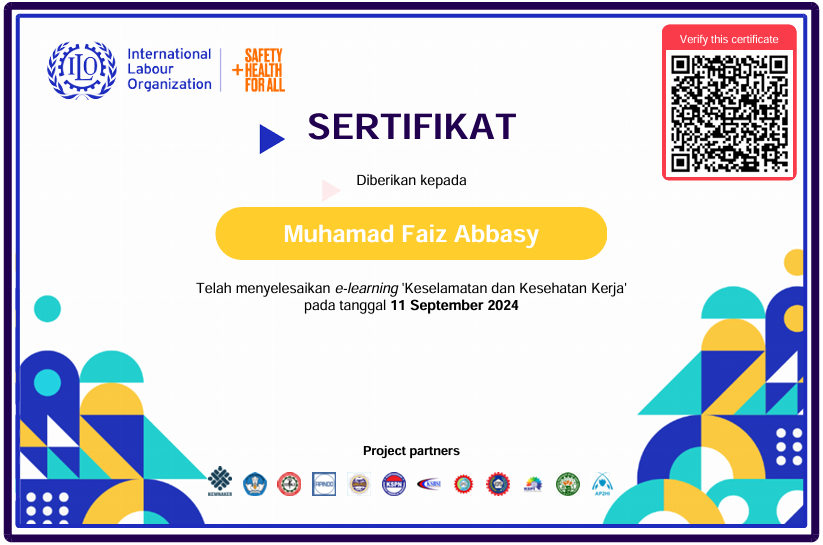 ILO
International
Labour
Organization
SAFETY
+HEALTH
FOR ALL
Verify this certificate
SERTIFIKAT
Diberikan kepada
Muhamad Faiz Abbasy
Telah menyelesaikan e-learning 'Keselamatan dan Kesehatan Kerja'
pada tanggal 11 September 2024
Project partners
KEMNAKER
APINDO
KSPN
KSBSI
AP2HI